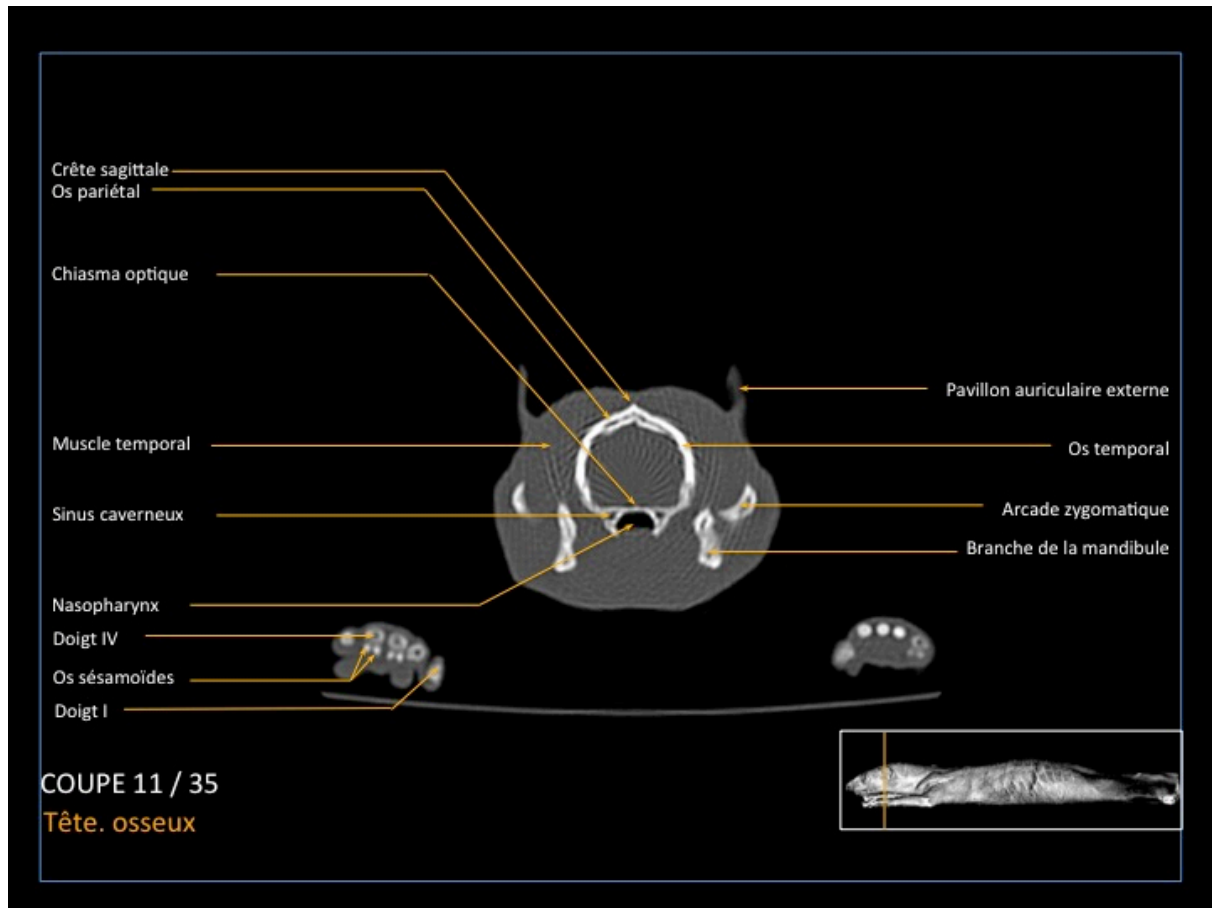 Crête sagittale
Os pariétal
Chiasma optique
Pavillon auriculaire externe
Muscle temporal
Os temporal
Sinus caverneux
Arcade zygomatique
Branche de la mandibule
Nasopharynx
Doigt IV
Os sésamoïdes
Doigt I
COUPE 11 / 35
Tête. osseux